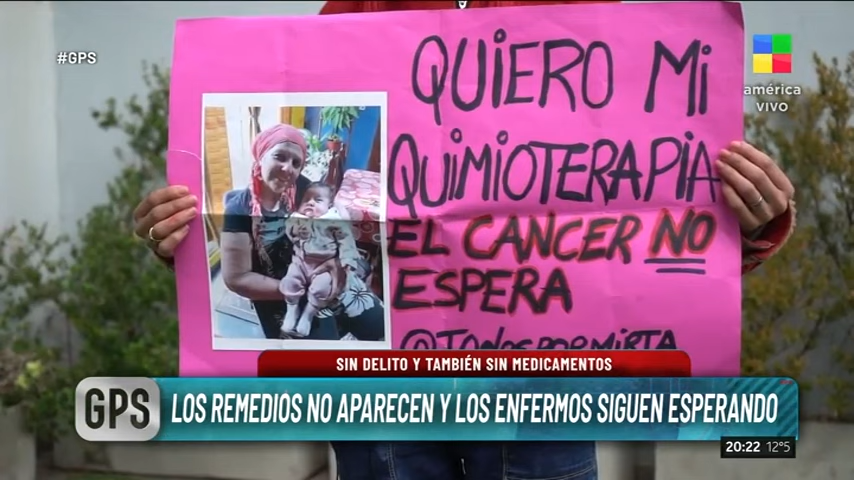 #GPS
américa
VIVO
QUIERO MI
QUIMIOTERAPIA
EL CANCER NO
ESPERA
@TODOSPORMIRTA
SIN DELITO Y TAMBIÉN SIN MEDICAMENTOS
GPS
LOS REMEDIOS NO APARECEN Y LOS ENFERMOS SIGUEN ESPERANDO
20:22 12°5